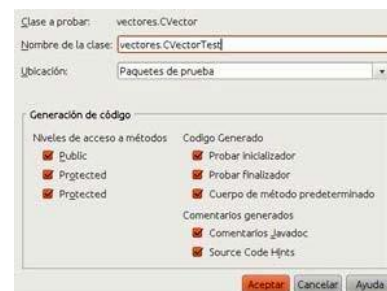 Clase a probar: vectores.CVector
Nombre de la clase: vectores.CVectorTest
Ubicación: Paquetes de prueba
Generación de código
Niveles de acceso a métodos Codigo Generado
Public Probar inicializador
Protected Probar finalizador
Protected Cuerpo de método predeterminado
Comentarios generados
Comentarios Javadoc
Source Code Hints
Aceptar Cancelar Ayuda